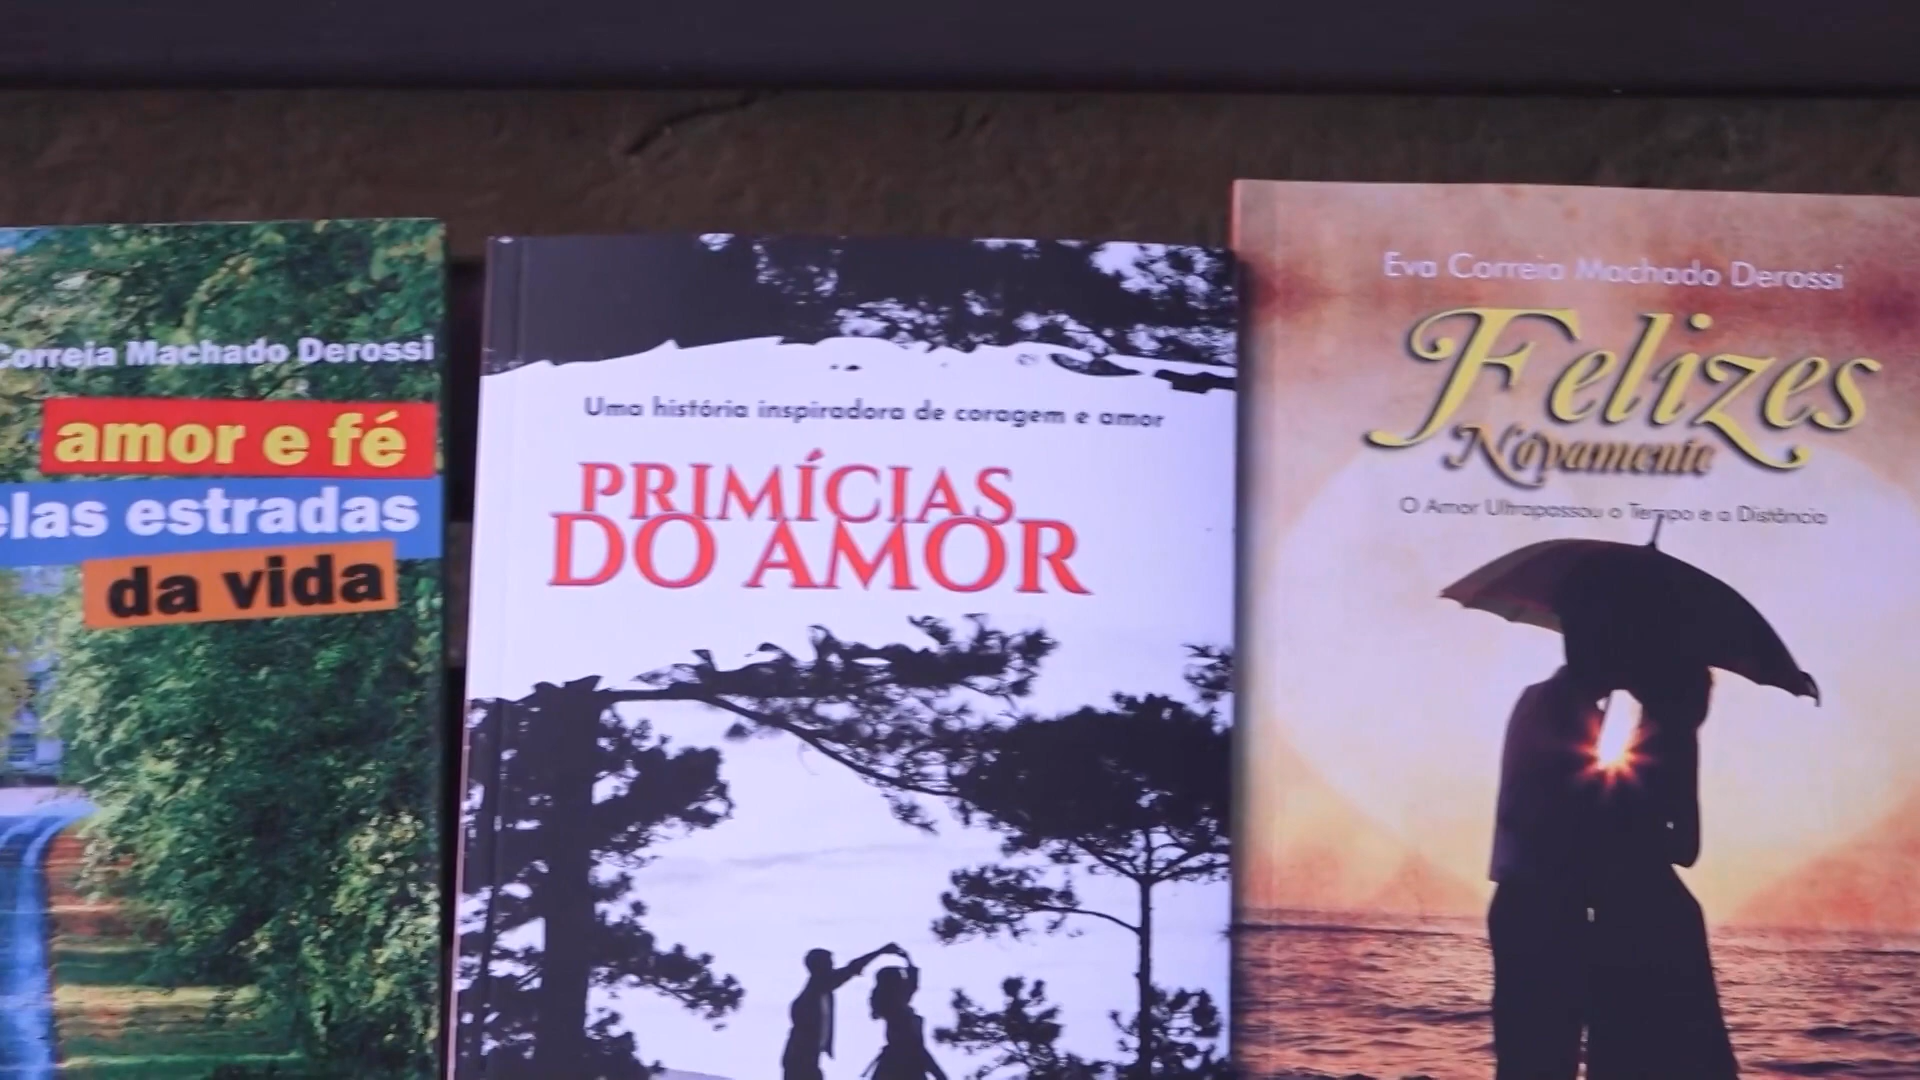 Correia Machado Derossi
amor e fé
elas estradas
da vida
Uma história inspiradora de coragem e amor
PRIMÍCIAS
DO AMOR
Eva Correia Machado Derossi
Felizes
Novamente
O Amor Ultrapassou o Tempo e a Distância